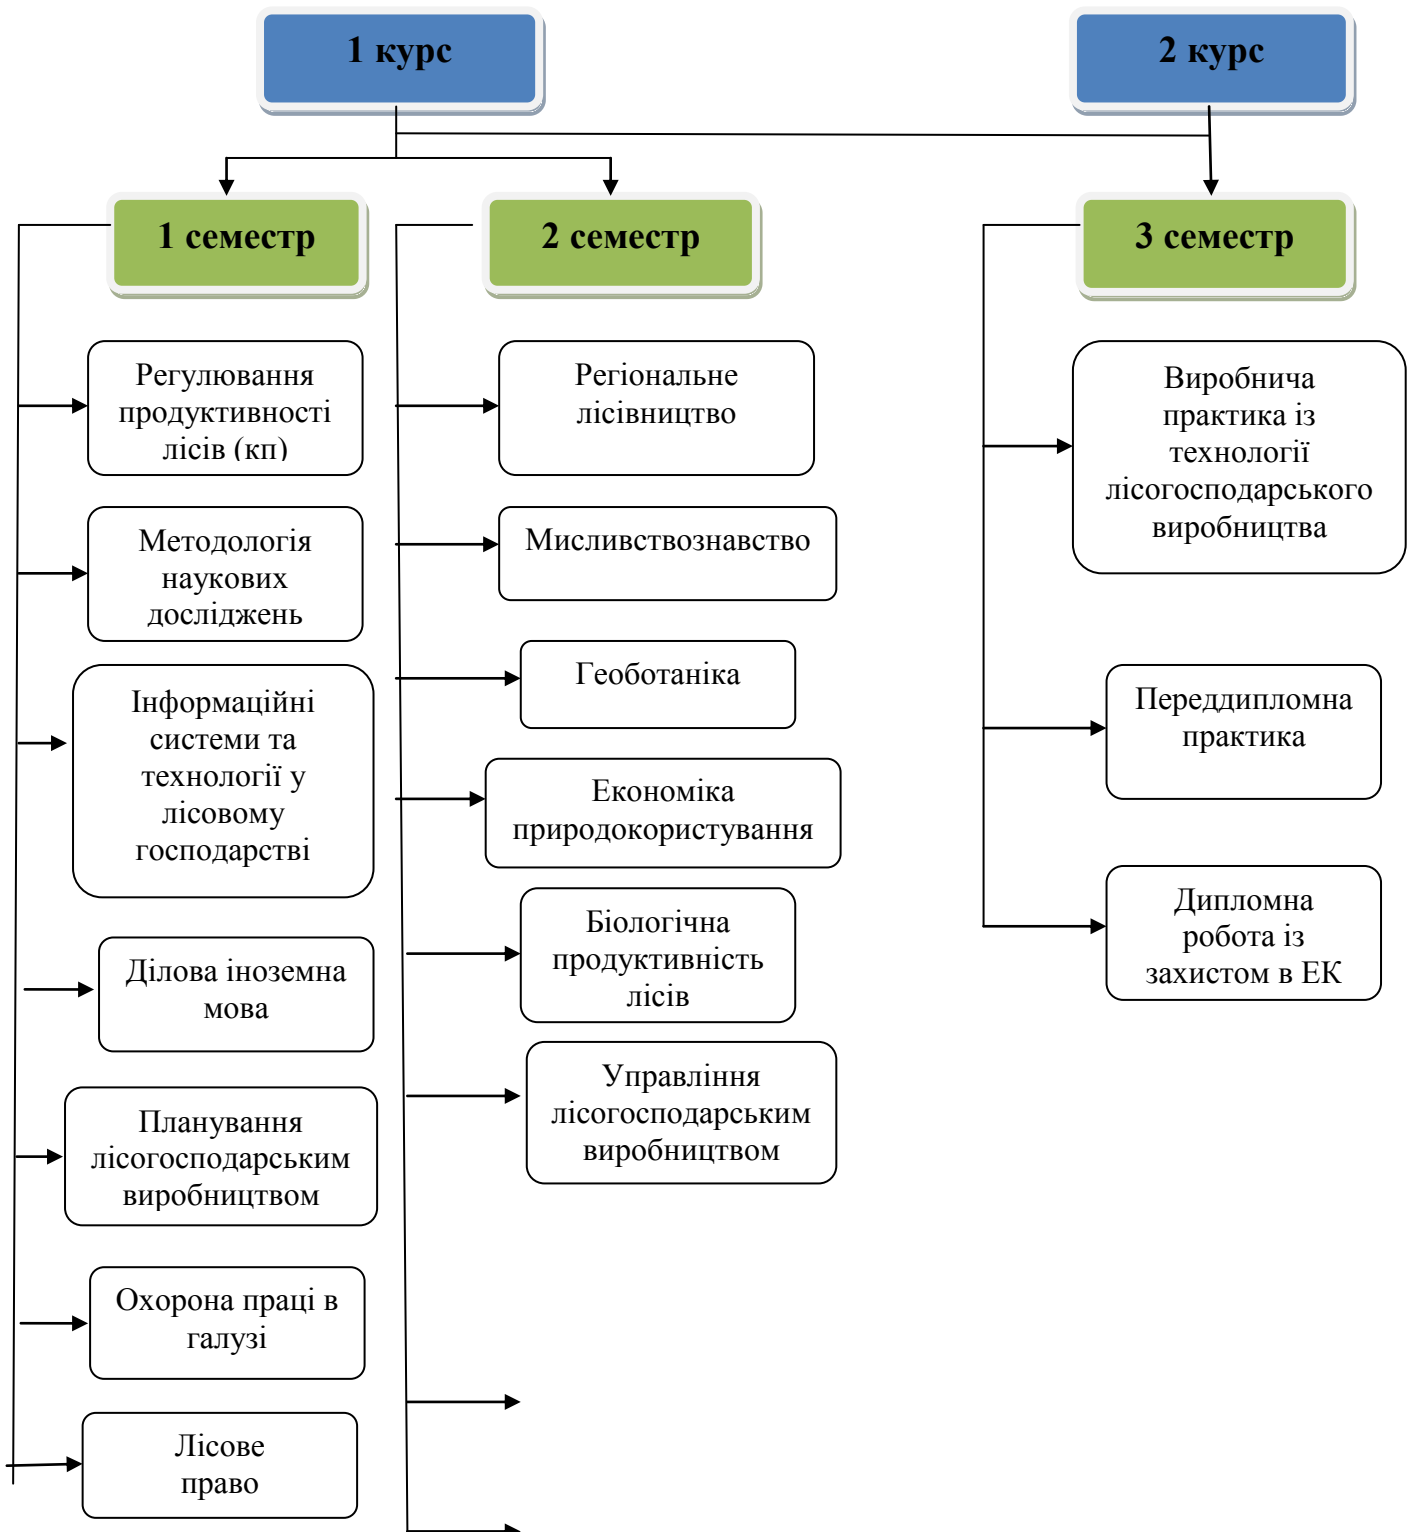 1 курс
2 курс
1 семестр
2 семестр
3 семестр
Регулювання
продуктивності
лісів (кп)
Методологія
наукових
досліджень
Інформаційні
системи та
технології у
лісовому
господарстві
Ділова іноземна
мова
Планування
лісогосподарським
виробництвом
Охорона праці в
галузі
Лісове
право
Регіональне
лісівництво
Мисливствознавство
Геоботаніка
Економіка
природокористування
Біологічна
продуктивність
лісів
Управління
лісогосподарським
виробництвом
Виробнича
практика із
технології
лісогосподарського
виробництва
Переддипломна
практика
Дипломна
робота із
захистом в ЕК